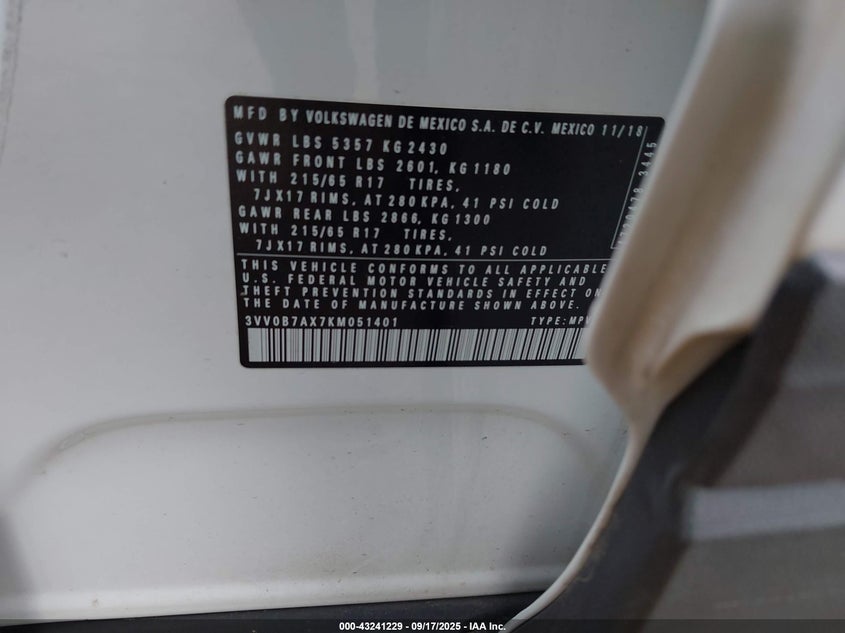 MFD BY VOLKSWAGEN DE MEXICO S.A. DE C.V. MEXICO 11/18
GVWR LBS 5357 KG 2430
GAWR FRONT LBS 2601, KG 1180
WITH 215/65 R17 TIRES,
7JX17 RIMS, AT 280 KPA, 41 PSI COLD
GAWR REAR LBS 2866, KG 1300
WITH 215/65 R17 TIRES,
7JX17 RIMS, AT 280 KPA, 41 PSI COLD
THIS VEHICLE CONFORMS TO ALL APPLICABLE
U.S. FEDERAL MOTOR VEHICLE SAFETY AND
THEFT PREVENTION STANDARDS IN EFFECT ON
THE DATE OF MANUFACTURE SHOWN ABOVE.
3VV0B7AX7KM051401 TYPE: MPV
3445
000-43241229 - 09/17/2025 - IAA Inc.